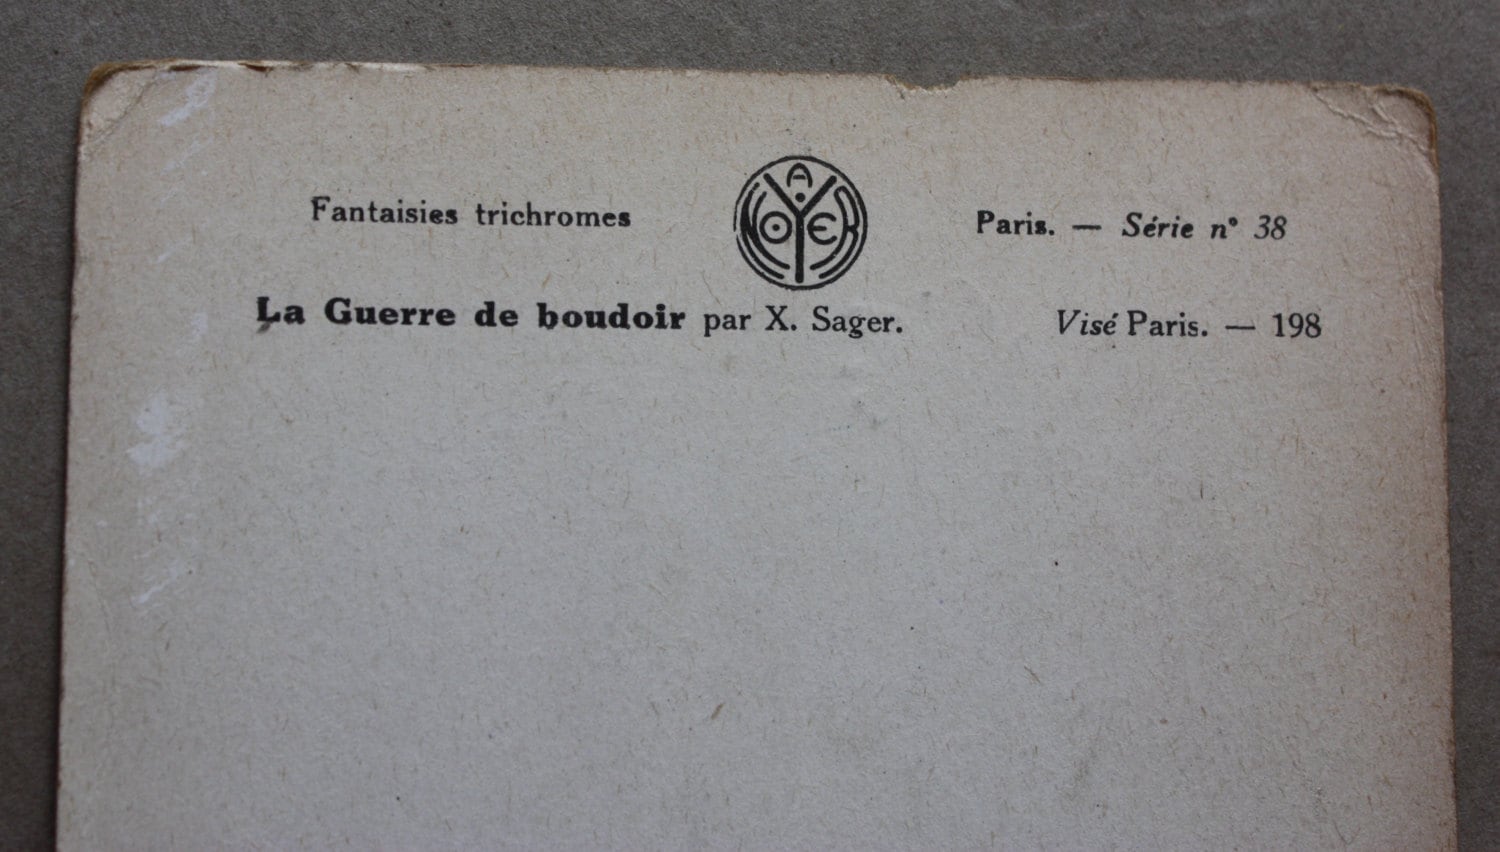 Fantaisies trichromes
A NOYER
Paris. — Série n° 38
La Guerre de boudoir par X. Sager.
Visé Paris. — 198